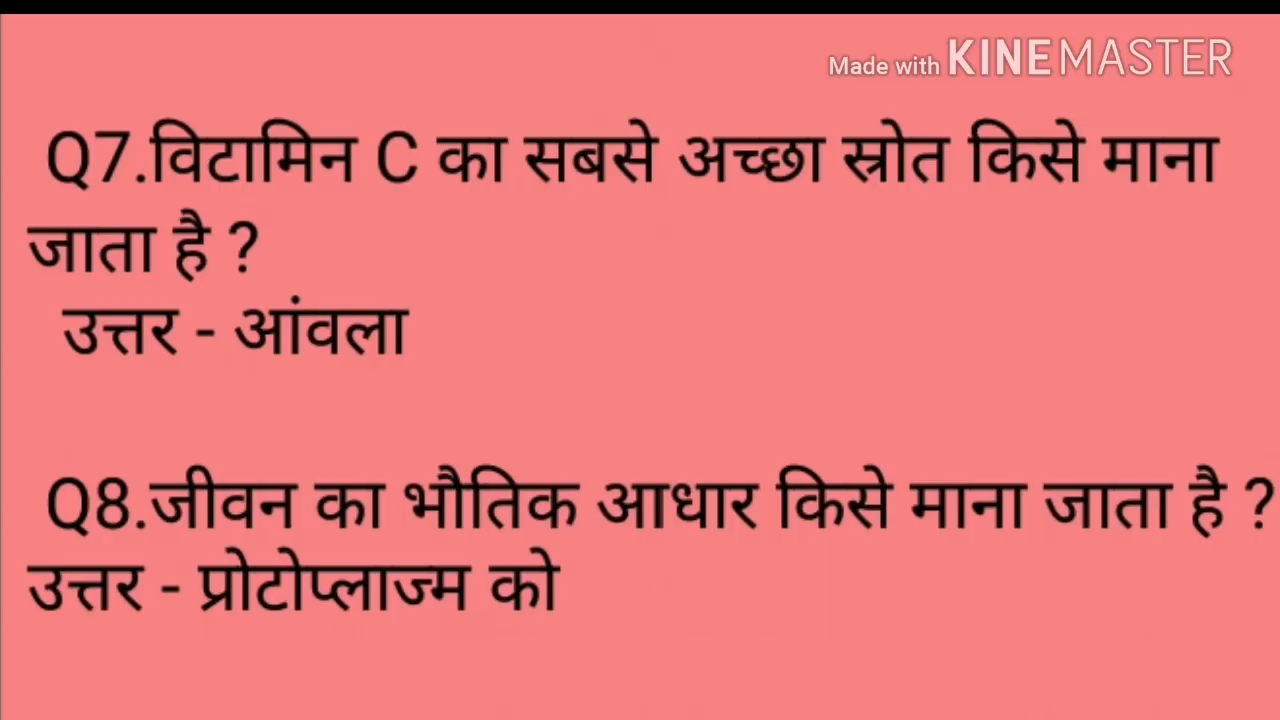 Made with KINEMASTER
Q7.विटामिन C का सबसे अच्छा स्रोत किसे माना
जाता है ?
उत्तर - आंवला
Q8.जीवन का भौतिक आधार किसे माना जाता है ?
उत्तर - प्रोटोप्लाज्म को